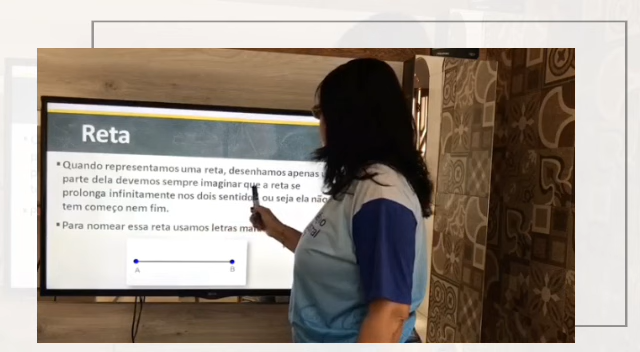 Reta
Quando representamos uma reta, desenhamos apenas
parte dela devemos sempre imaginar que a reta se
prolonga infinitamente nos dois sentidos ou seja ela não
tem começo nem fim.
Para nomear essa reta usamos letras
A B